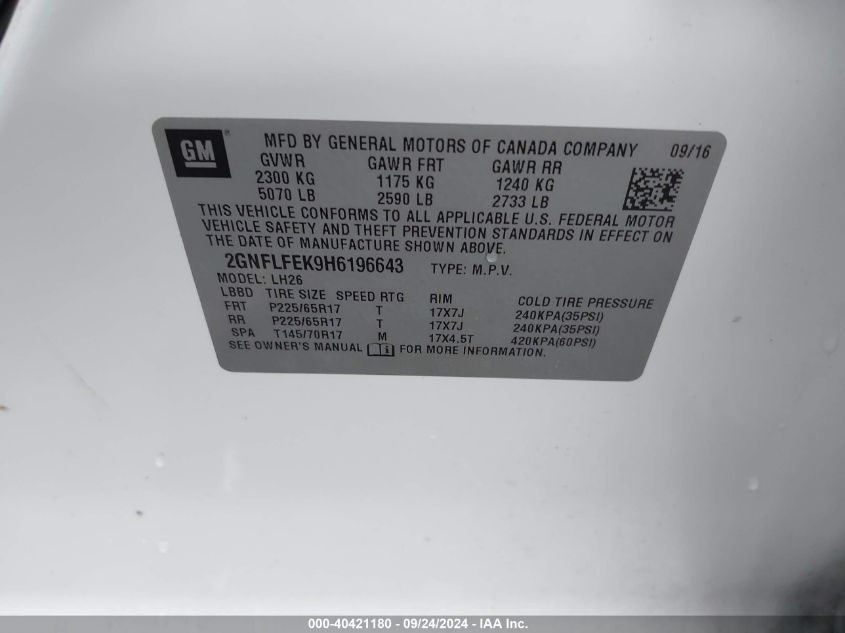 GM® MFD BY GENERAL MOTORS OF CANADA COMPANY 09/16
GVWR GAWR FRT GAWR RR
2300 KG 1175 KG 1240 KG
5070 LB 2590 LB 2733 LB
THIS VEHICLE CONFORMS TO ALL APPLICABLE U.S. FEDERAL MOTOR
VEHICLE SAFETY AND THEFT PREVENTION STANDARDS IN EFFECT ON
THE DATE OF MANUFACTURE SHOWN ABOVE.
2GNFLFEK9H6196643 TYPE: M.P.V.
MODEL: LH26
LBBD TIRE SIZE SPEED RTG RIM COLD TIRE PRESSURE
FRT P225/65R17 T 17X7J 240KPA(35PSI)
RR P225/65R17 T 17X7J 240KPA(35PSI)
SPA T145/70R17 M 17X4.5T 420KPA(60PSI)
SEE OWNER'S MANUAL FOR MORE INFORMATION.
000-40421180 - 09/24/2024 - IAA Inc.